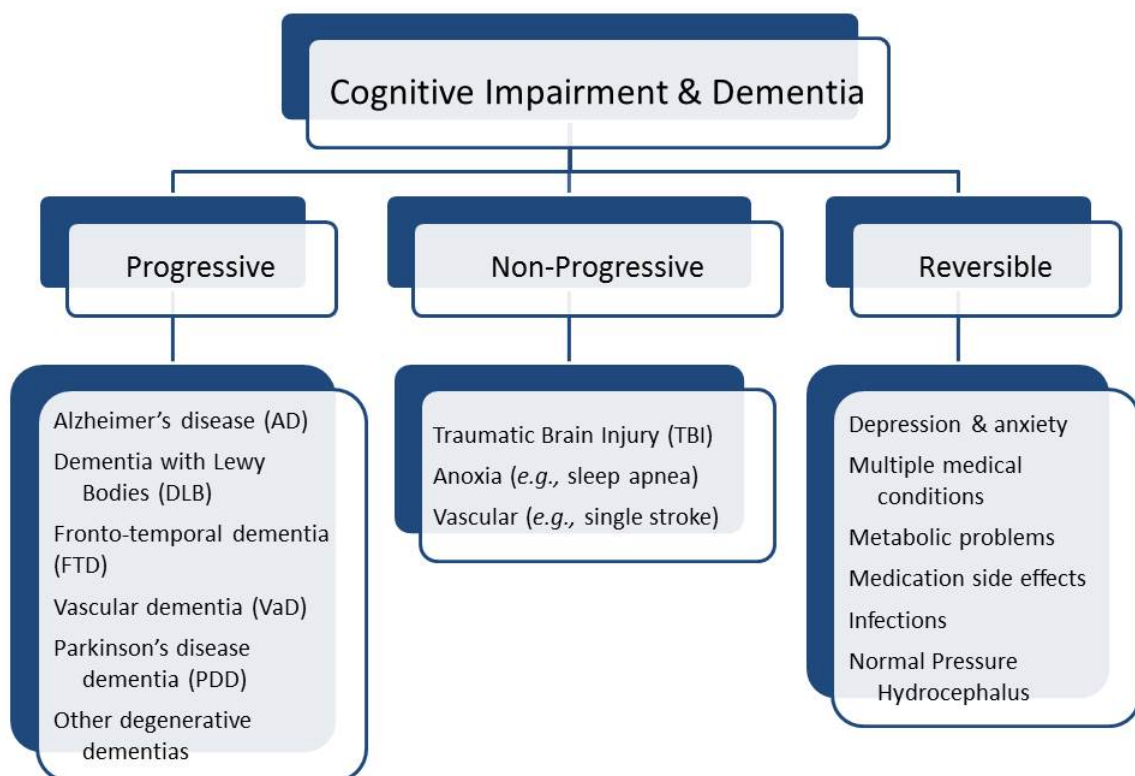 Cognitive Impairment & Dementia
Progressive
Non-Progressive
Reversible
Alzheimer’s disease (AD)
Dementia with Lewy
Bodies (DLB)
Fronto-temporal dementia
(FTD)
Vascular dementia (VaD)
Parkinson’s disease
dementia (PDD)
Other degenerative
dementias
Traumatic Brain Injury (TBI)
Anoxia (e.g., sleep apnea)
Vascular (e.g., single stroke)
Depression & anxiety
Multiple medical
conditions
Metabolic problems
Medication side effects
Infections
Normal Pressure
Hydrocephalus